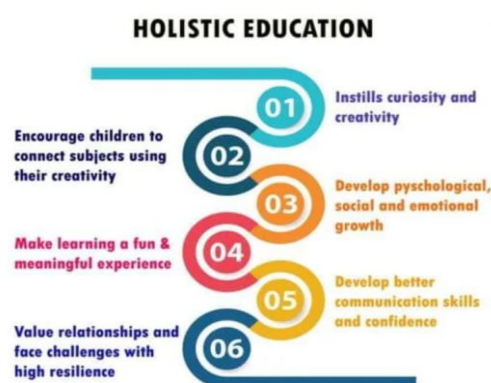 HOLISTIC EDUCATION
01
Instills curiosity and
creativity
Encourage children to
connect subjects using
their creativity
02
03
Develop pyschological,
social and emotional
growth
Make learning a fun &
meaningful experience
04
05
Develop better
communication skills
and confidence
Value relationships and
face challenges with
high resilience
06